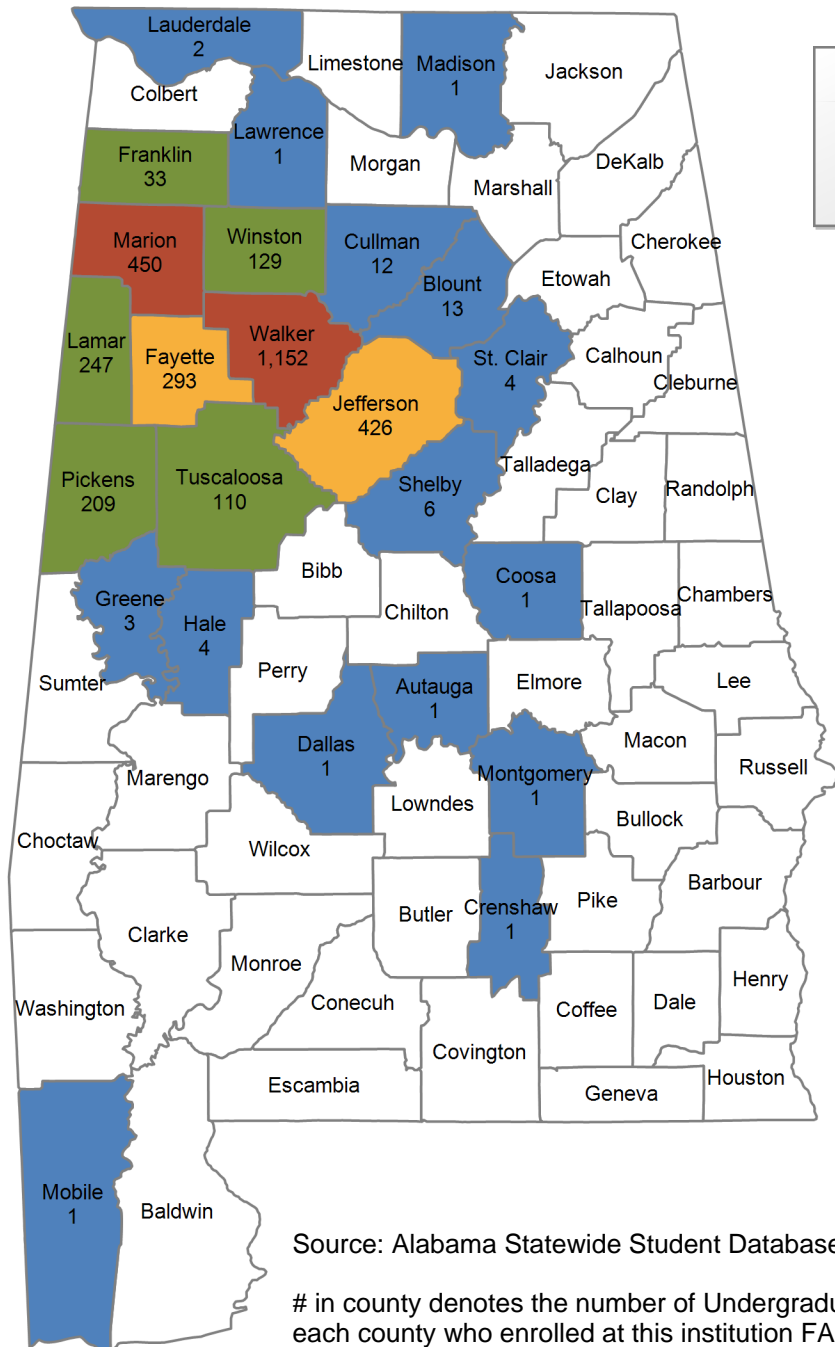 Lauderdale
2
Limestone
Madison
1
Jackson
Colbert
Lawrence
1
Franklin
33
Morgan
DeKalb
Marshall
Marion
450
Winston
129
Cullman
12
Cherokee
Blount
13
Etowah
Lamar
247
Fayette
293
Walker
1,152
St. Clair
4
Calhoun
Cleburne
Jefferson
426
Talladega
Pickens
209
Tuscaloosa
110
Shelby
6
Clay
Randolph
Bibb
Coosa
1
Greene
3
Hale
4
Chilton
Tallapoosa
Chambers
Perry
Sumter
Autauga
1
Elmore
Lee
Dallas
1
Macon
Marengo
Montgomery
1
Russell
Lowndes
Bullock
Choctaw
Wilcox
Barbour
Butler
Crenshaw
1
Pike
Clarke
Monroe
Henry
Washington
Conecuh
Coffee
Dale
Covington
Escambia
Houston
Geneva
Mobile
1
Baldwin
Source: Alabama Statewide Student Database
# in county denotes the number of Undergradu
each county who enrolled at this institution FA